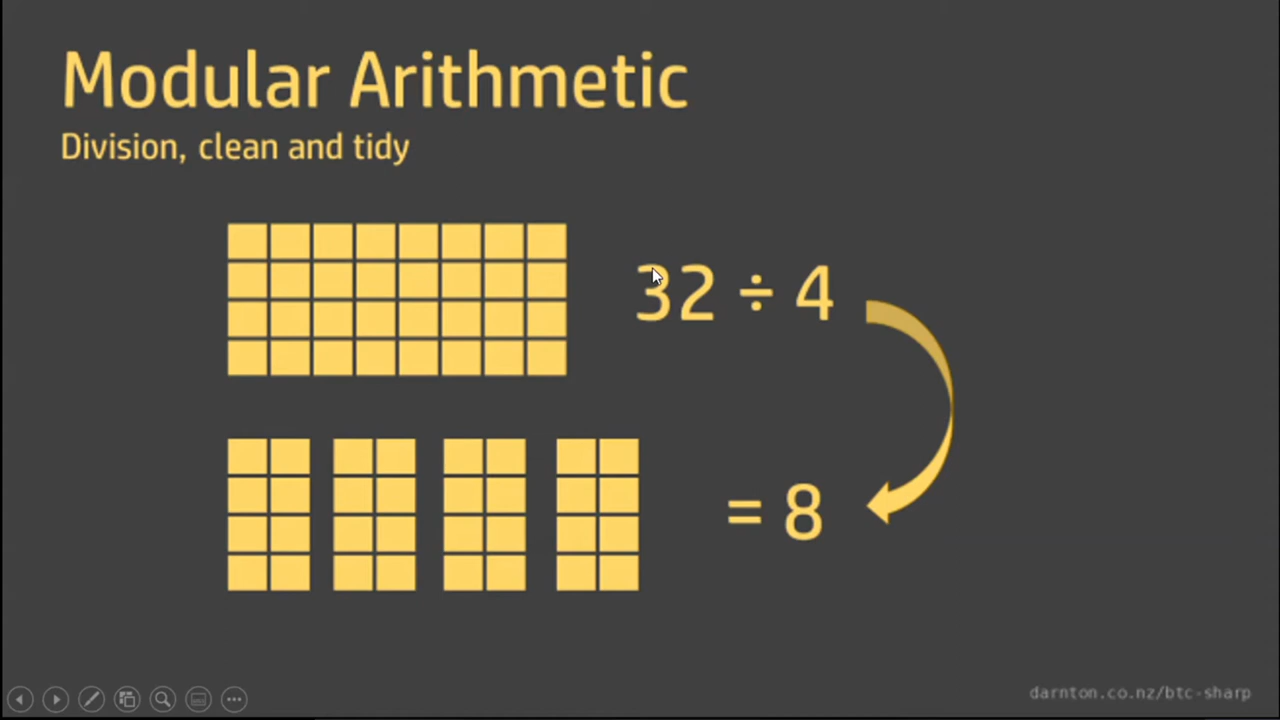 Modular Arithmetic
Division, clean and tidy
32 ÷ 4
= 8
darnton.co.nz/btc-sharp